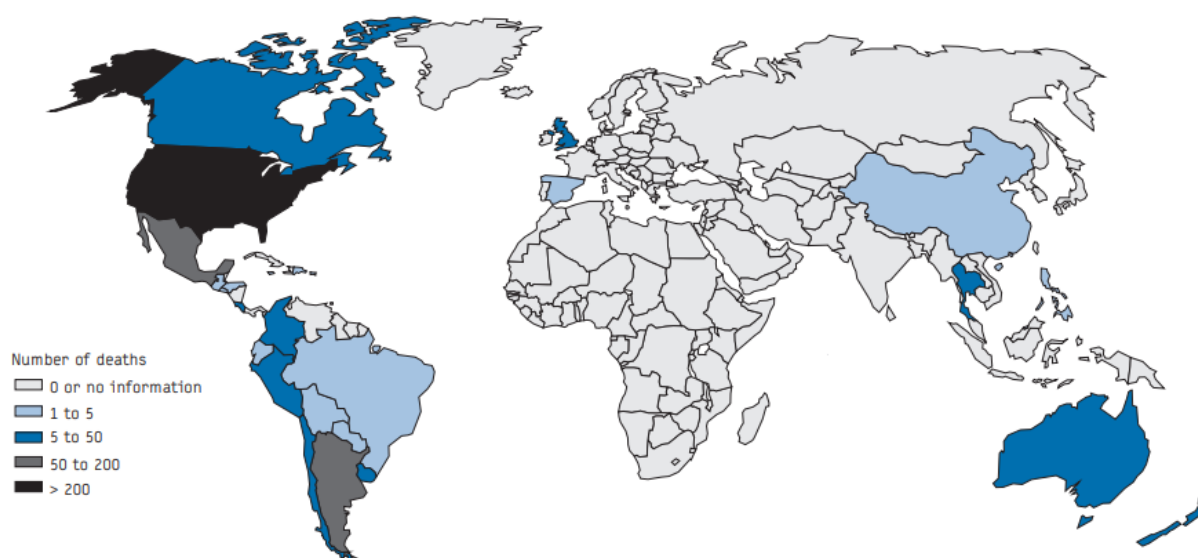 Number of deaths
0 or no information
1 to 5
5 to 50
50 to 200
> 200